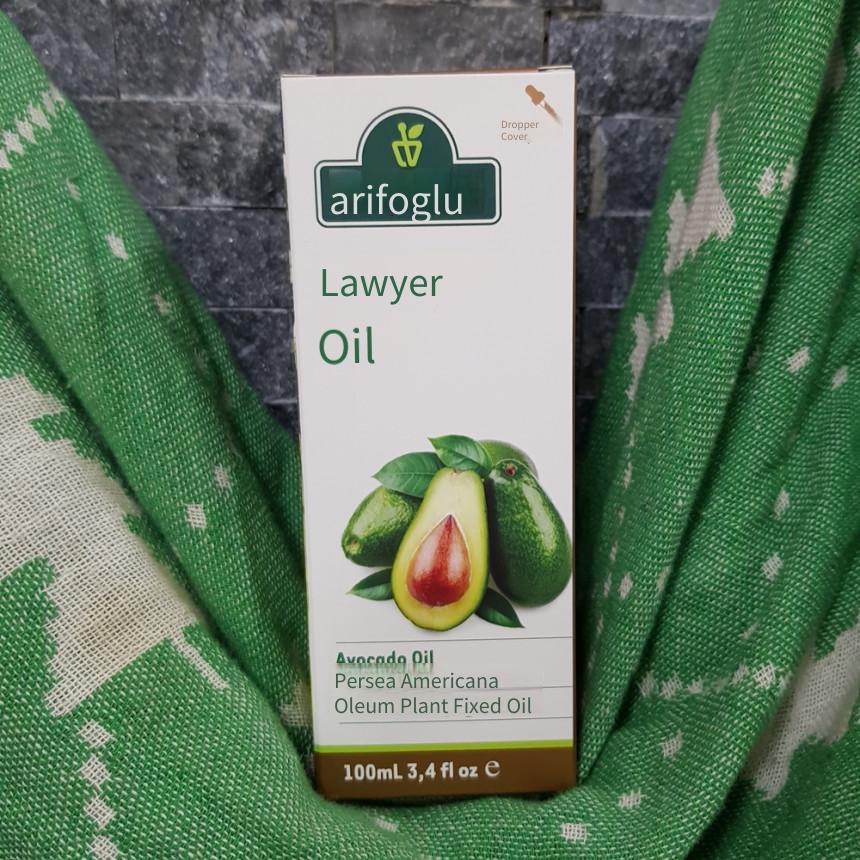 Dropper
Cover
arifoglu
Lawyer
Oil
Avocado Oil
Persea Americana
Oleum Plant Fixed Oil
100mL 3,4 fl oz e